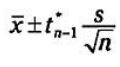 x̄ ± t*ₙ₋₁ s/√n